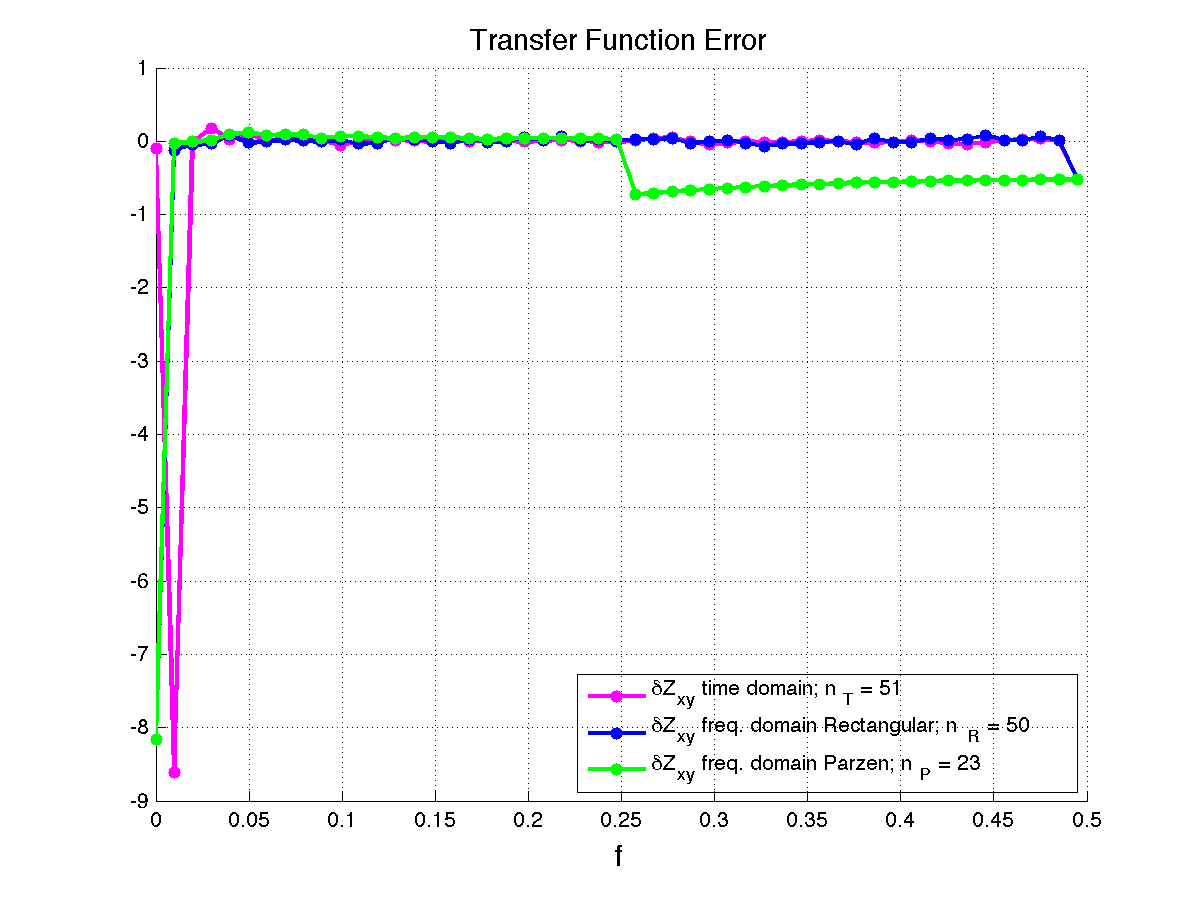 Transfer Function Error
1
0
-1
-2
-3
-4
-5
-6
-7
-8
-9
δZxy time domain; n T = 51
δZxy freq. domain Rectangular; n R = 50
δZxy freq. domain Parzen; n P = 23
0 0.05 0.1 0.15 0.2 0.25 0.3 0.35 0.4 0.45 0.5
f